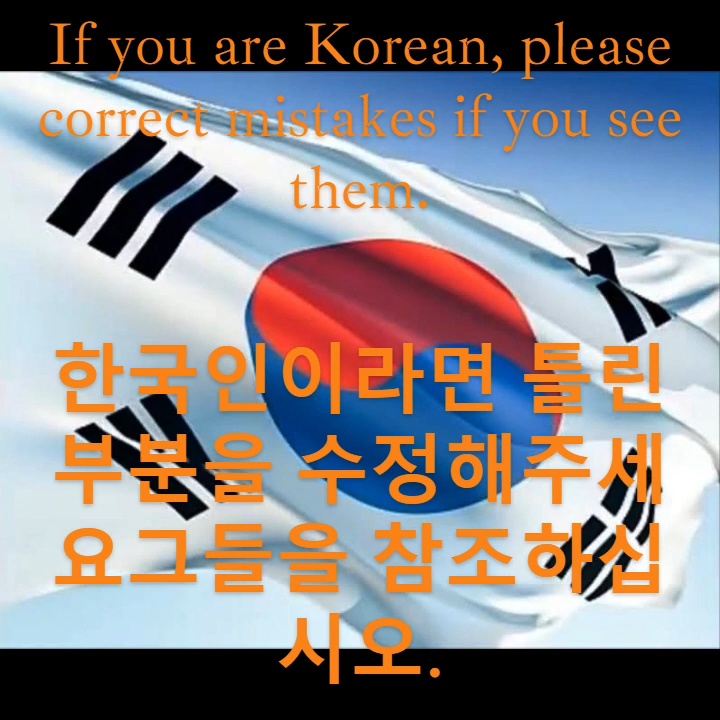 If you are Korean, please
correct mistakes if you see
them.
한국인이라면 틀린
부분을 수정해주세
요그들을 참조하십
시오.